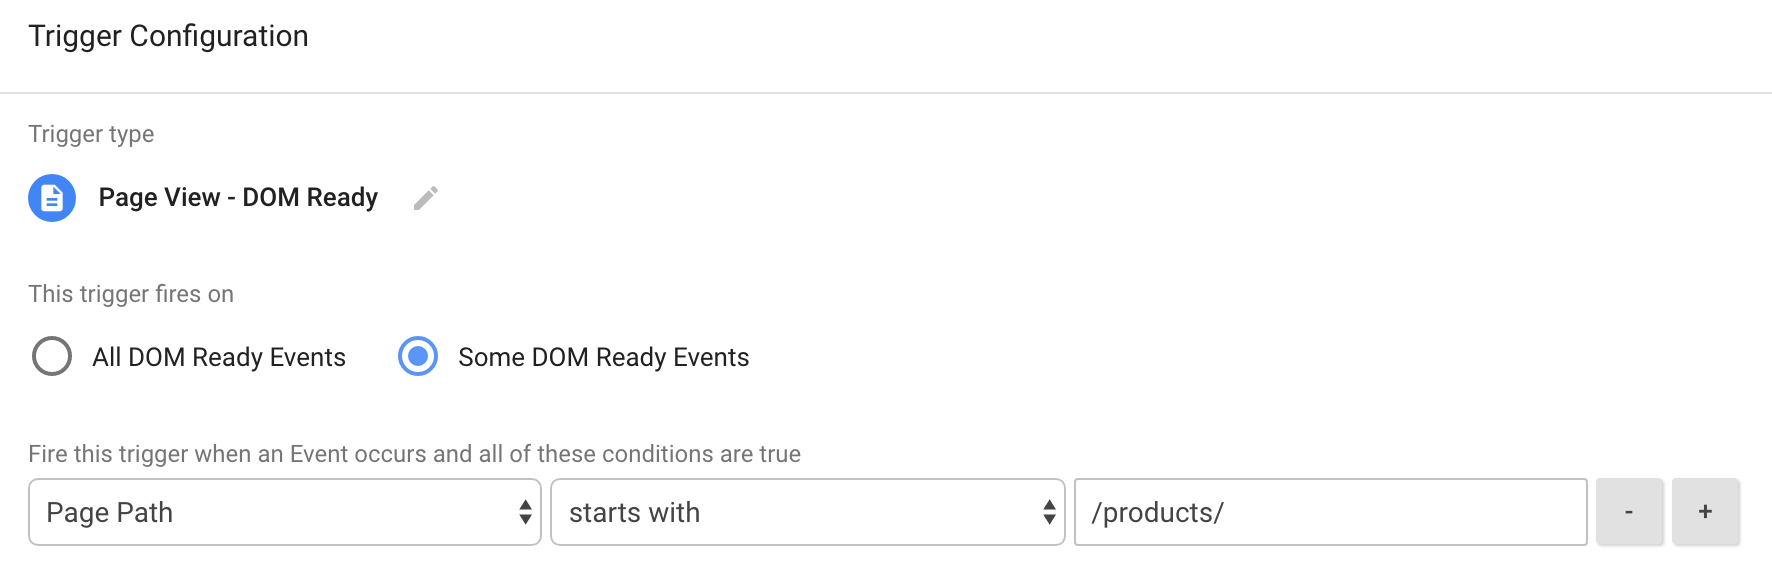 Trigger Configuration
Trigger type
Page View - DOM Ready
This trigger fires on
All DOM Ready Events Some DOM Ready Events
Fire this trigger when an Event occurs and all of these conditions are true
Page Path starts with /products/ - +